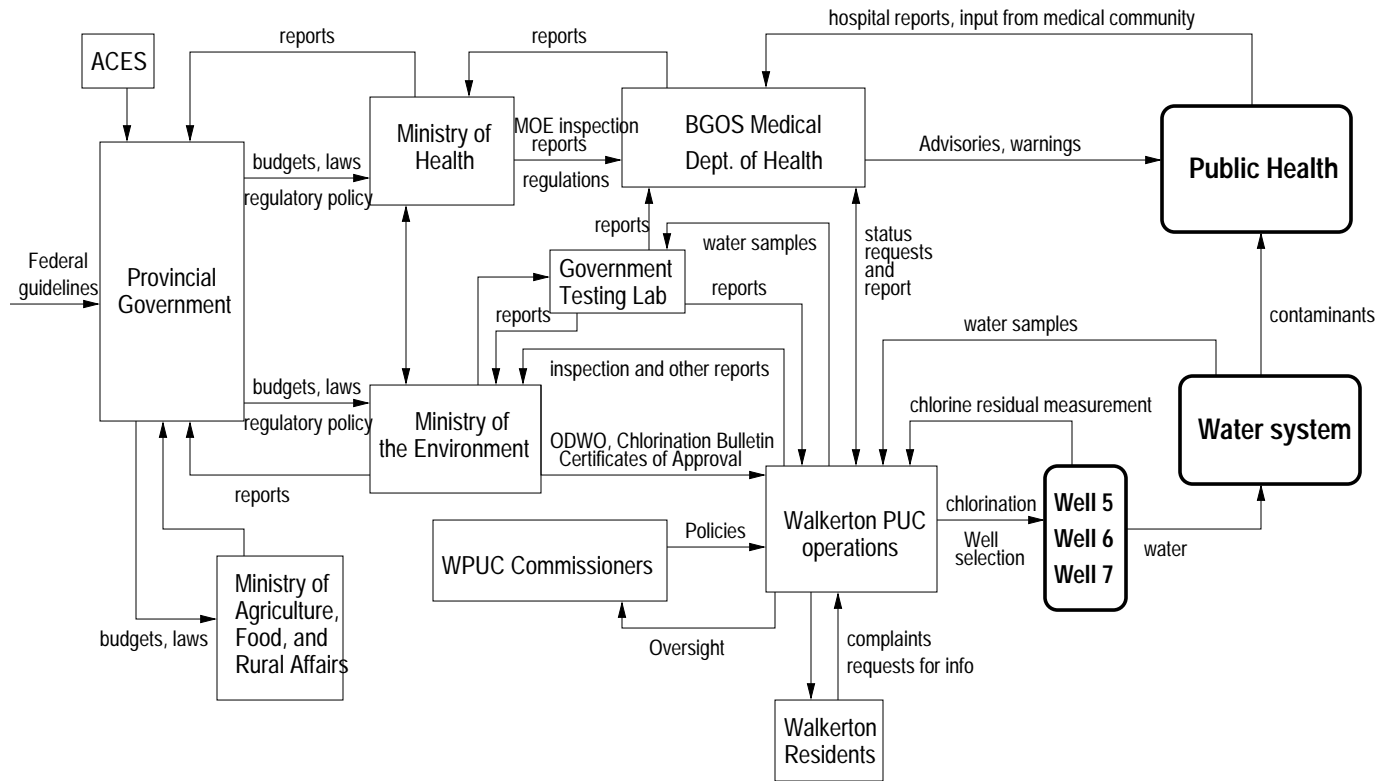 hospital reports, input from medical community
reports
reports
ACES
Ministry of
Health
MOE inspection
reports
regulations
BGOS Medical
Dept. of Health
Advisories, warnings
Public Health
budgets, laws
regulatory policy
Federal
guidelines
Provincial
Government
reports
water samples
status
requests and
report
Government
Testing Lab
reports
reports
contaminants
water samples
inspection and other reports
budgets, laws
regulatory policy
Ministry of
the Environment
chlorine residual measurement
Water system
ODWO, Chlorination Bulletin
Certificates of Approval
reports
Walkerton PUC
operations
chlorination
Well
selection
Well 5
Well 6
Well 7
water
Policies
WPUC Commissioners
Oversight
Ministry of
Agriculture,
Food, and
Rural Affairs
budgets, laws
complaints
requests for info
Walkerton
Residents